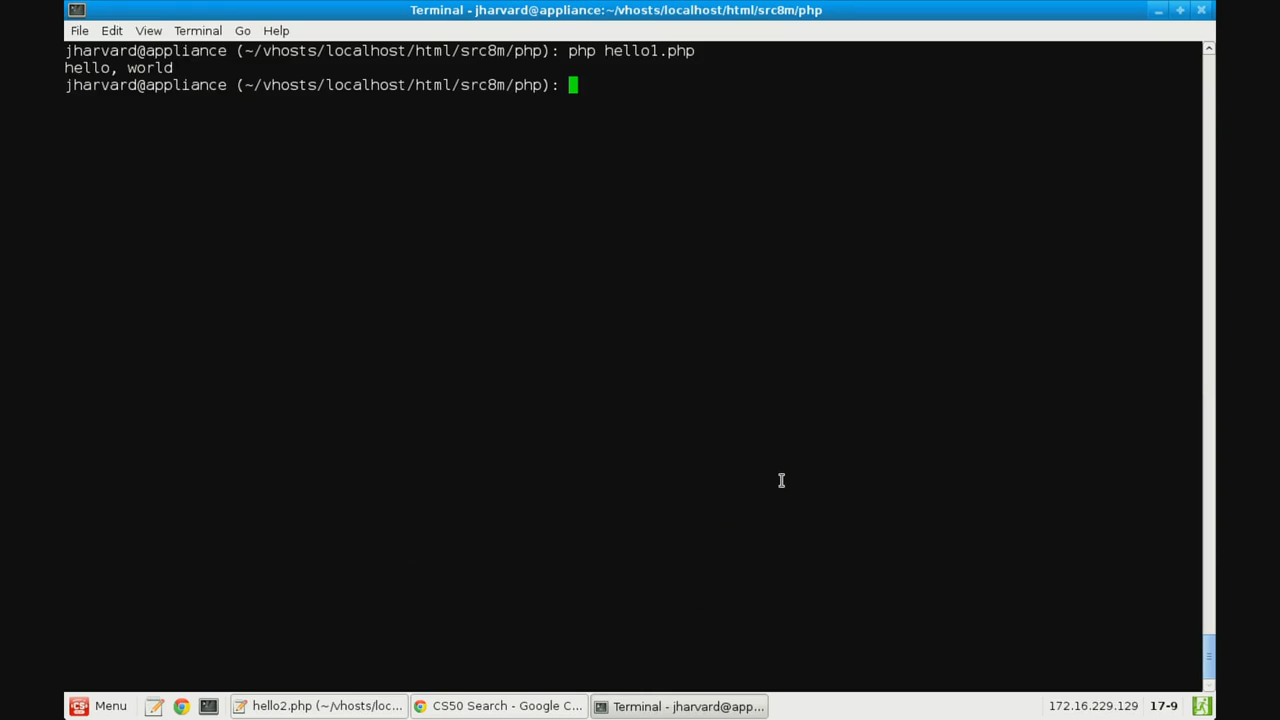 Terminal - jharvard@appliance:~/vhosts/localhost/html/src8m/php
File Edit View Terminal Go Help
jharvard@appliance (~/vhosts/localhost/html/src8m/php): php hello1.php
hello, world
jharvard@appliance (~/vhosts/localhost/html/src8m/php):
Menu hello2.php (~/vhosts/loc... CS50 Search - Google C... Terminal - jharvard@app... 172.16.229.129 17-9